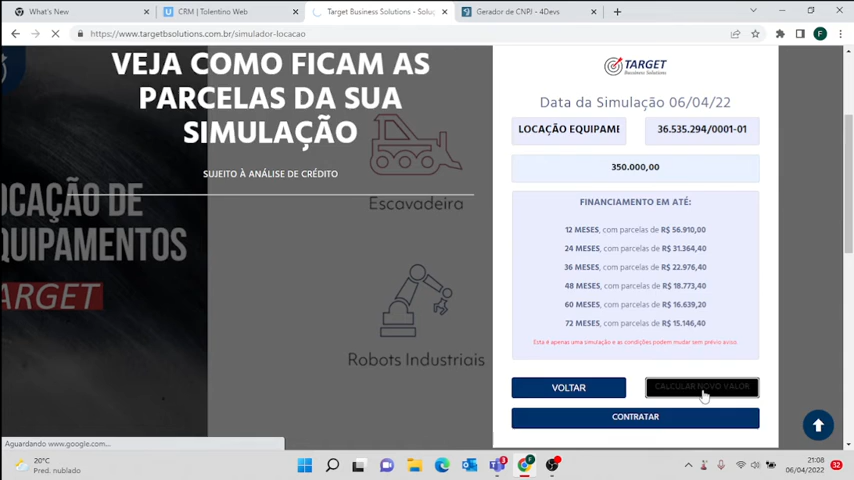 What's New
CRM | Tolentino Web
Target Business Solutions - Soluç
Gerador de CNPJ - 4Devs
https://www.targetbsolutions.com.br/simulador-locacao
F
VEJA COMO FICAM AS
PARCELAS DA SUA
SIMULAÇÃO
SUJEITO À ANÁLISE DE CRÉDITO
OCAÇÃO DE
QUIPAMENTOS
ARGET
Escavadeira
Robots Industriais
TARGET
Business Solutions
Data da Simulação 06/04/22
LOCAÇÃO EQUIPAME
36.535.294/0001-01
350.000,00
FINANCIAMENTO EM ATÉ:
12 MESES, com parcelas de R$ 56.910,00
24 MESES, com parcelas de R$ 31.364,40
36 MESES, com parcelas de R$ 22.976,40
48 MESES, com parcelas de R$ 18.773,40
60 MESES, com parcelas de R$ 16.639,20
72 MESES, com parcelas de R$ 15.146,40
Esta é apenas uma simulação e as condições podem mudar sem prévio aviso
VOLTAR
CALCULAR NOVO VALOR
CONTRATAR
Aguardando www.google.com...
20°C
Pred. nublado
21:08
06/04/2022
32